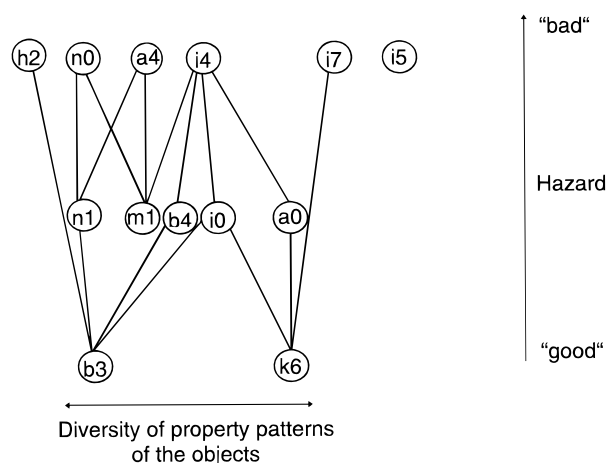 “bad“
h2 n0 a4 i4 i7 i5
Hazard
n1 m1 b4 i0 a0
“good“
b3 k6
Diversity of property patterns
of the objects